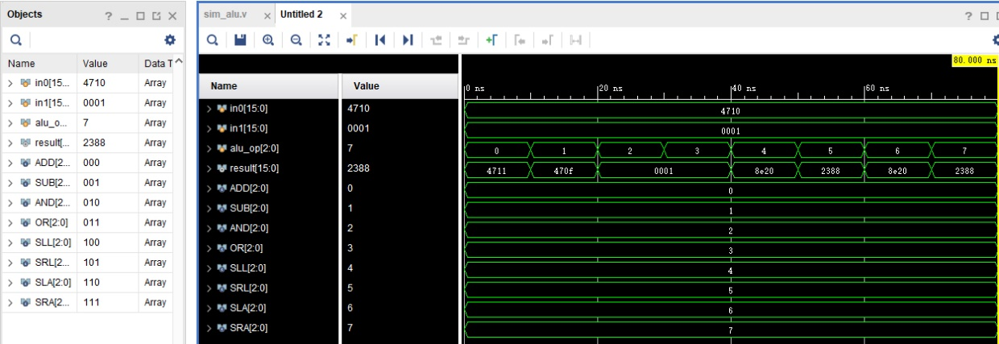 Objects
Name Value Data T
in0[15... 4710 Array
in1[15... 0001 Array
alu_o... 7 Array
result[... 2388 Array
ADD[2... 000 Array
SUB[2... 001 Array
AND[2... 010 Array
OR[2:0] 011 Array
SLL[2:0] 100 Array
SRL[2... 101 Array
SLA[2:0] 110 Array
SRA[2... 111 Array
sim_alu.v Untitled 2
80.000 ns
Name Value 0 ns 20 ns 40 ns 60 ns
in0[15:0] 4710 4710
in1[15:0] 0001 0001
alu_op[2:0] 7 0 1 2 3 4 5 6 7
result[15:0] 2388 4711 470f 0001 8e20 2388 8e20 2388
ADD[2:0] 0 0
SUB[2:0] 1 1
AND[2:0] 2 2
OR[2:0] 3 3
SLL[2:0] 4 4
SRL[2:0] 5 5
SLA[2:0] 6 6
SRA[2:0] 7 7